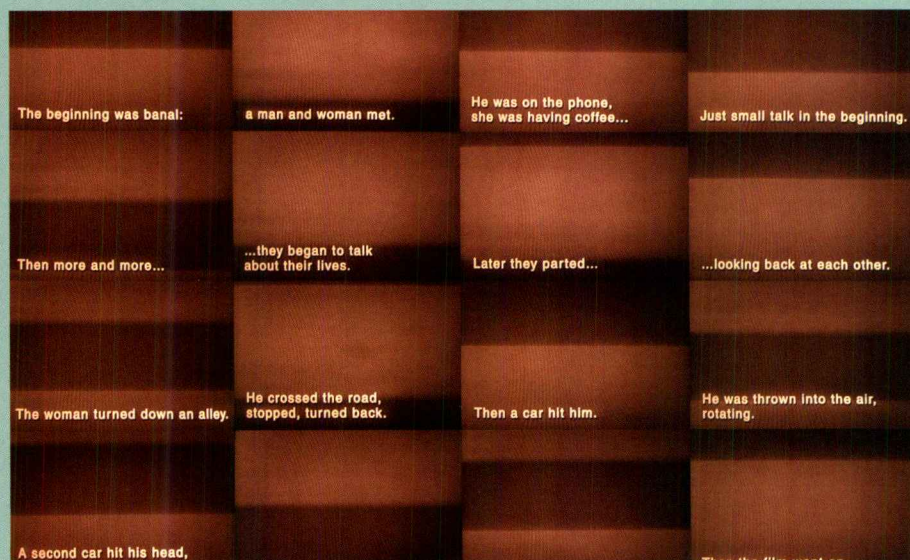 The beginning was banal:
a man and woman met.
He was on the phone,
she was having coffee...
Just small talk in the beginning.
Then more and more...
...they began to talk
about their lives.
Later they parted...
...looking back at each other.
The woman turned down an alley.
He crossed the road,
stopped, turned back.
Then a car hit him.
He was thrown into the air,
rotating.
A second car hit his head,